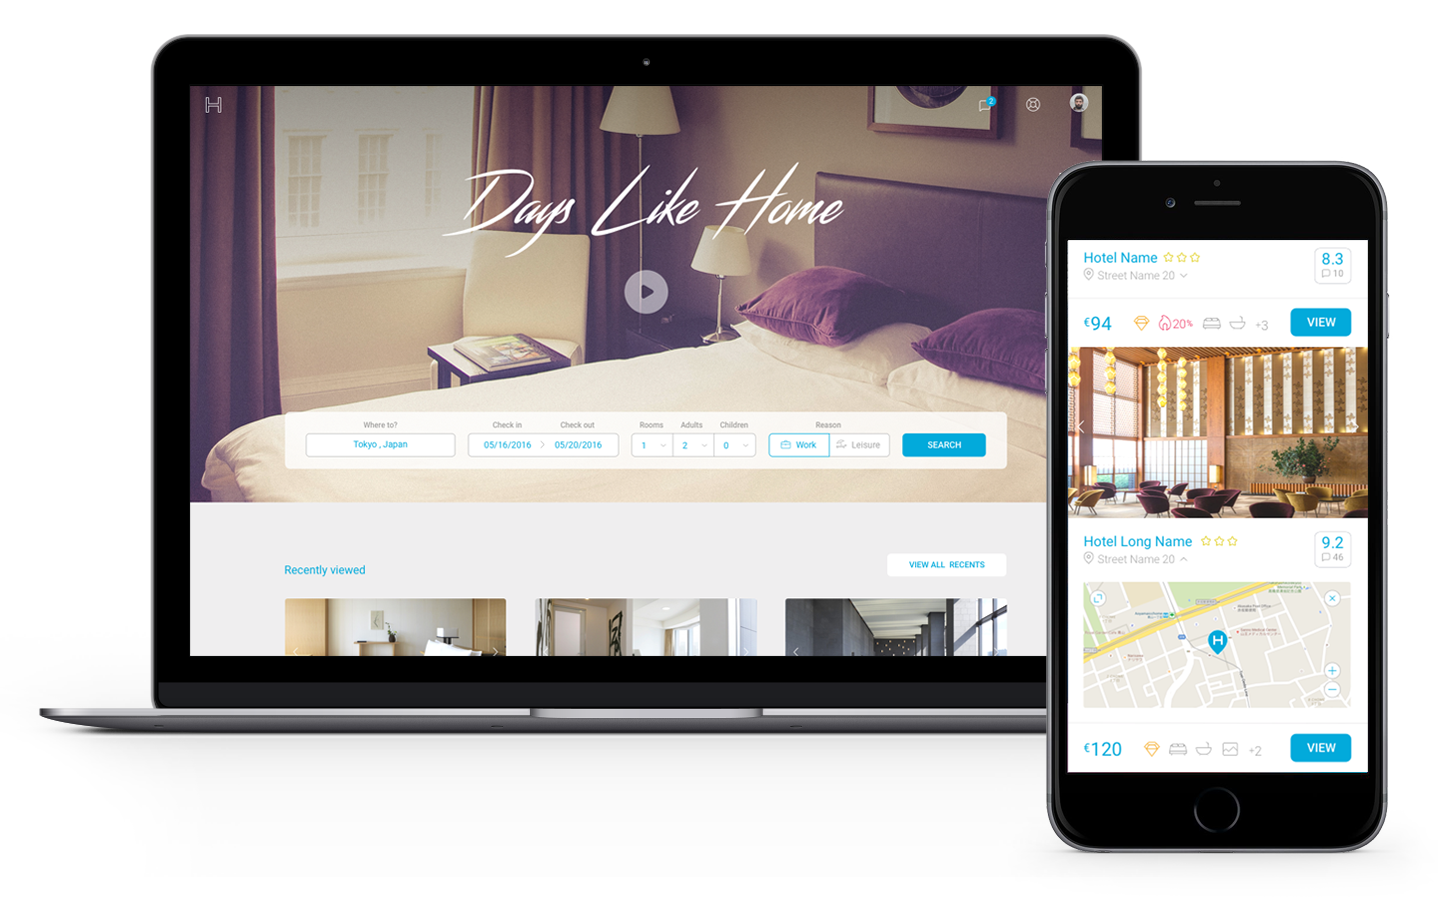 H
2
Days Like Home
Where to?
Check in
Check out
Rooms
Adults
Children
Reason
Tokyo , Japan
05/16/2016
05/20/2016
1
2
0
Work
Leisure
SEARCH
Recently viewed
VIEW ALL RECENTS
Hotel Name
8.3
Street Name 20
10
€94
20%
+3
VIEW
Hotel Long Name
9.2
Street Name 20
46
H
€120
+2
VIEW